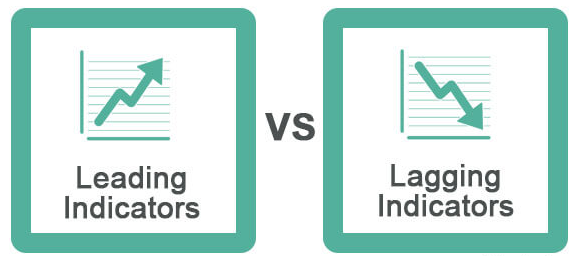 Leading
Indicators
vs
Lagging
Indicators